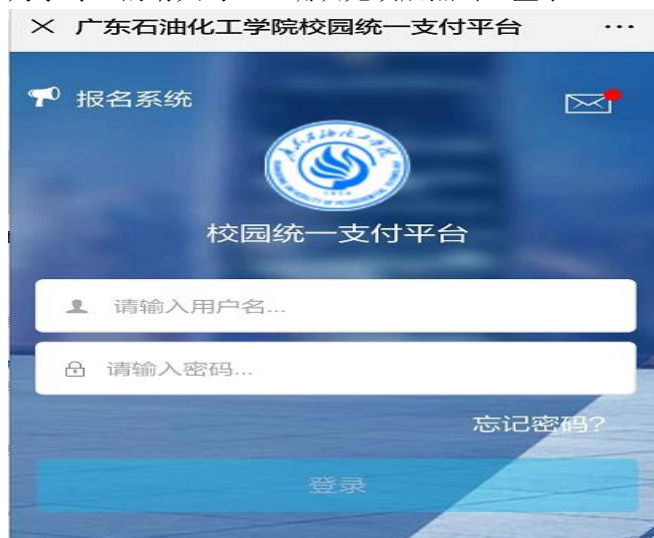 广东石油化工学院校园统一支付平台
报名系统
校园统一支付平台
请输入用户名...
请输入密码...
忘记密码?
登录